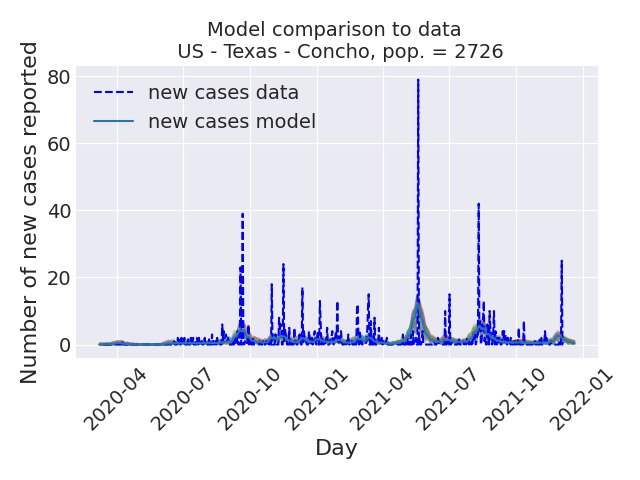 Model comparison to data
US - Texas - Concho, pop. = 2726
Number of new cases reported
80
60
40
20
0
new cases data
new cases model
2020-04
2020-07
2020-10
2021-01
2021-04
2021-07
2021-10
2022-01
Day